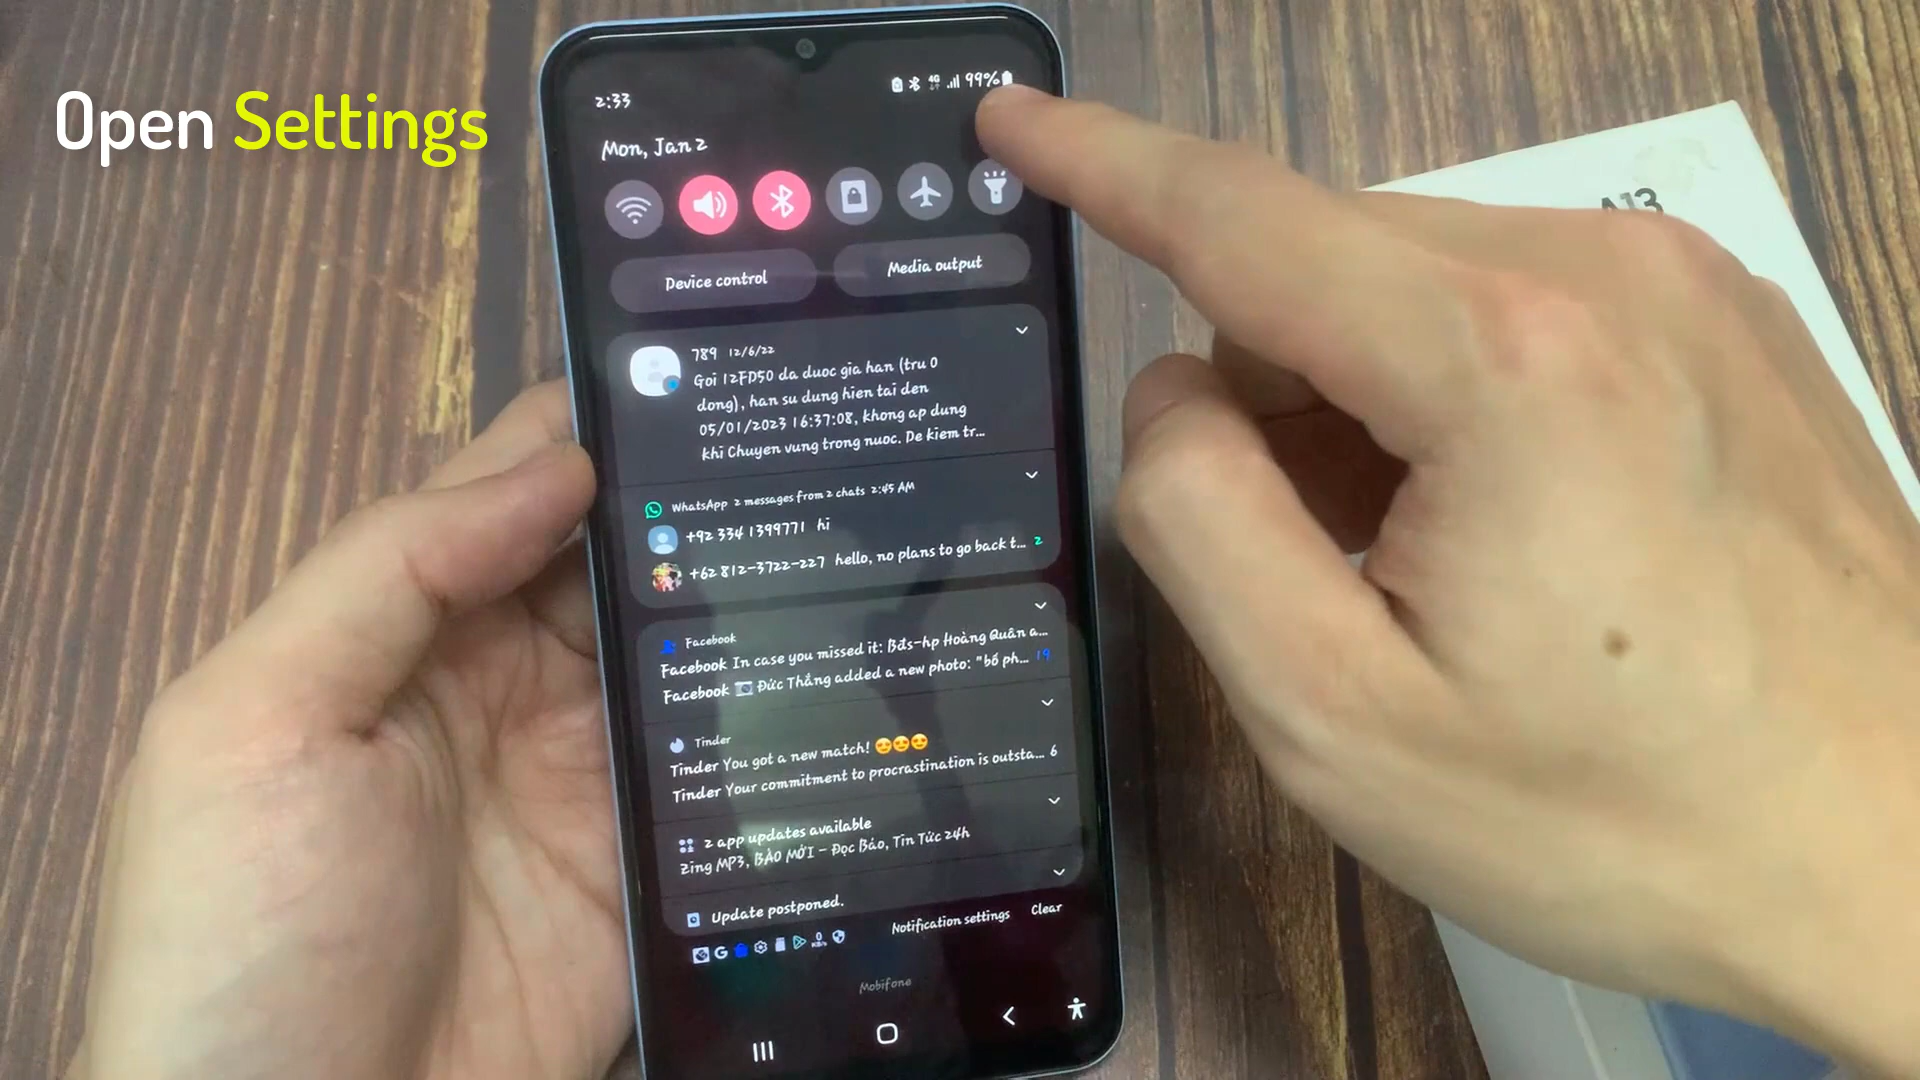 Open Settings
2:33
4G
99%
Mon, Jan 2
A13
Device control
Media output
789 12/6/22
Goi 12FD50 da duoc gia han (tru 0
dong), han su dung hien tai den
05/01/2023 16:37:08, khong ap dung
khi Chuyen vung trong nuoc. De kiem tr...
WhatsApp 2 messages from 2 chats 2:45 AM
+92 334 1399771 hi
+62 812-3722-227 hello, no plans to go back t... 2
Facebook
Facebook In case you missed it: Bđs-hp Hoàng Quân a...
Facebook 📷 Đức Thắng added a new photo: "bố ph... 19
Tinder
Tinder You got a new match! 😍😍😍
Tinder Your commitment to procrastination is outsta... 6
2 app updates available
Zing MP3, BÁO MỚI - Đọc Báo, Tin Tức 24h
Update postponed.
Notification settings
Clear
0
KB/s
Mobifone